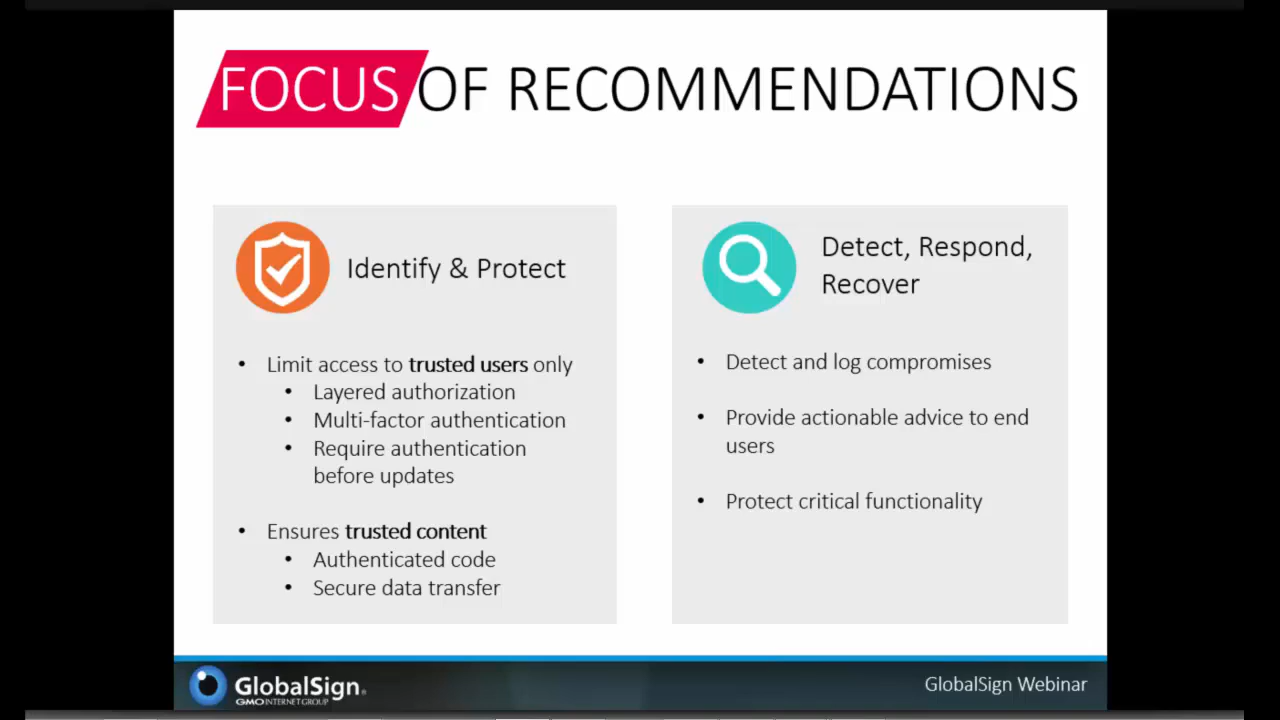 FOCUS OF RECOMMENDATIONS
Identify & Protect
• Limit access to trusted users only
• Layered authorization
• Multi-factor authentication
• Require authentication
before updates
• Ensures trusted content
• Authenticated code
• Secure data transfer
Detect, Respond,
Recover
• Detect and log compromises
• Provide actionable advice to end
users
• Protect critical functionality
GlobalSign®
GMO INTERNET GROUP
GlobalSign Webinar